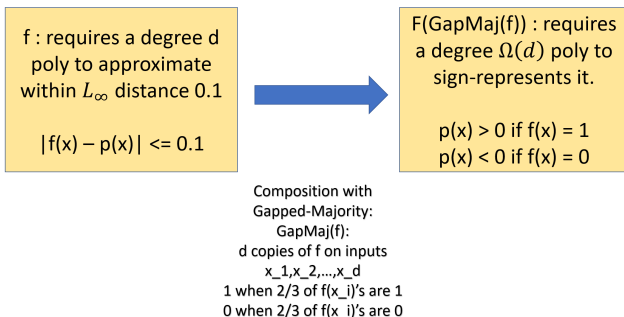 f : requires a degree d
poly to approximate
within L∞ distance 0.1
|f(x) – p(x)| <= 0.1
F(GapMaj(f)) : requires
a degree Ω(d) poly to
sign-represents it.
p(x) > 0 if f(x) = 1
p(x) < 0 if f(x) = 0
Composition with
Gapped-Majority:
GapMaj(f):
d copies of f on inputs
x_1,x_2,...,x_d
1 when 2/3 of f(x_i)'s are 1
0 when 2/3 of f(x_i)'s are 0